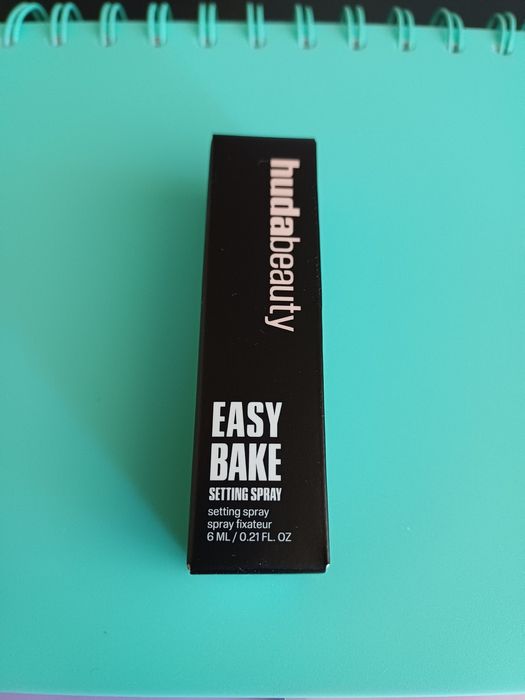 hudabeauty
EASY
BAKE
SETTING SPRAY
setting spray
spray fixateur
6 ML / 0.21 FL. OZ